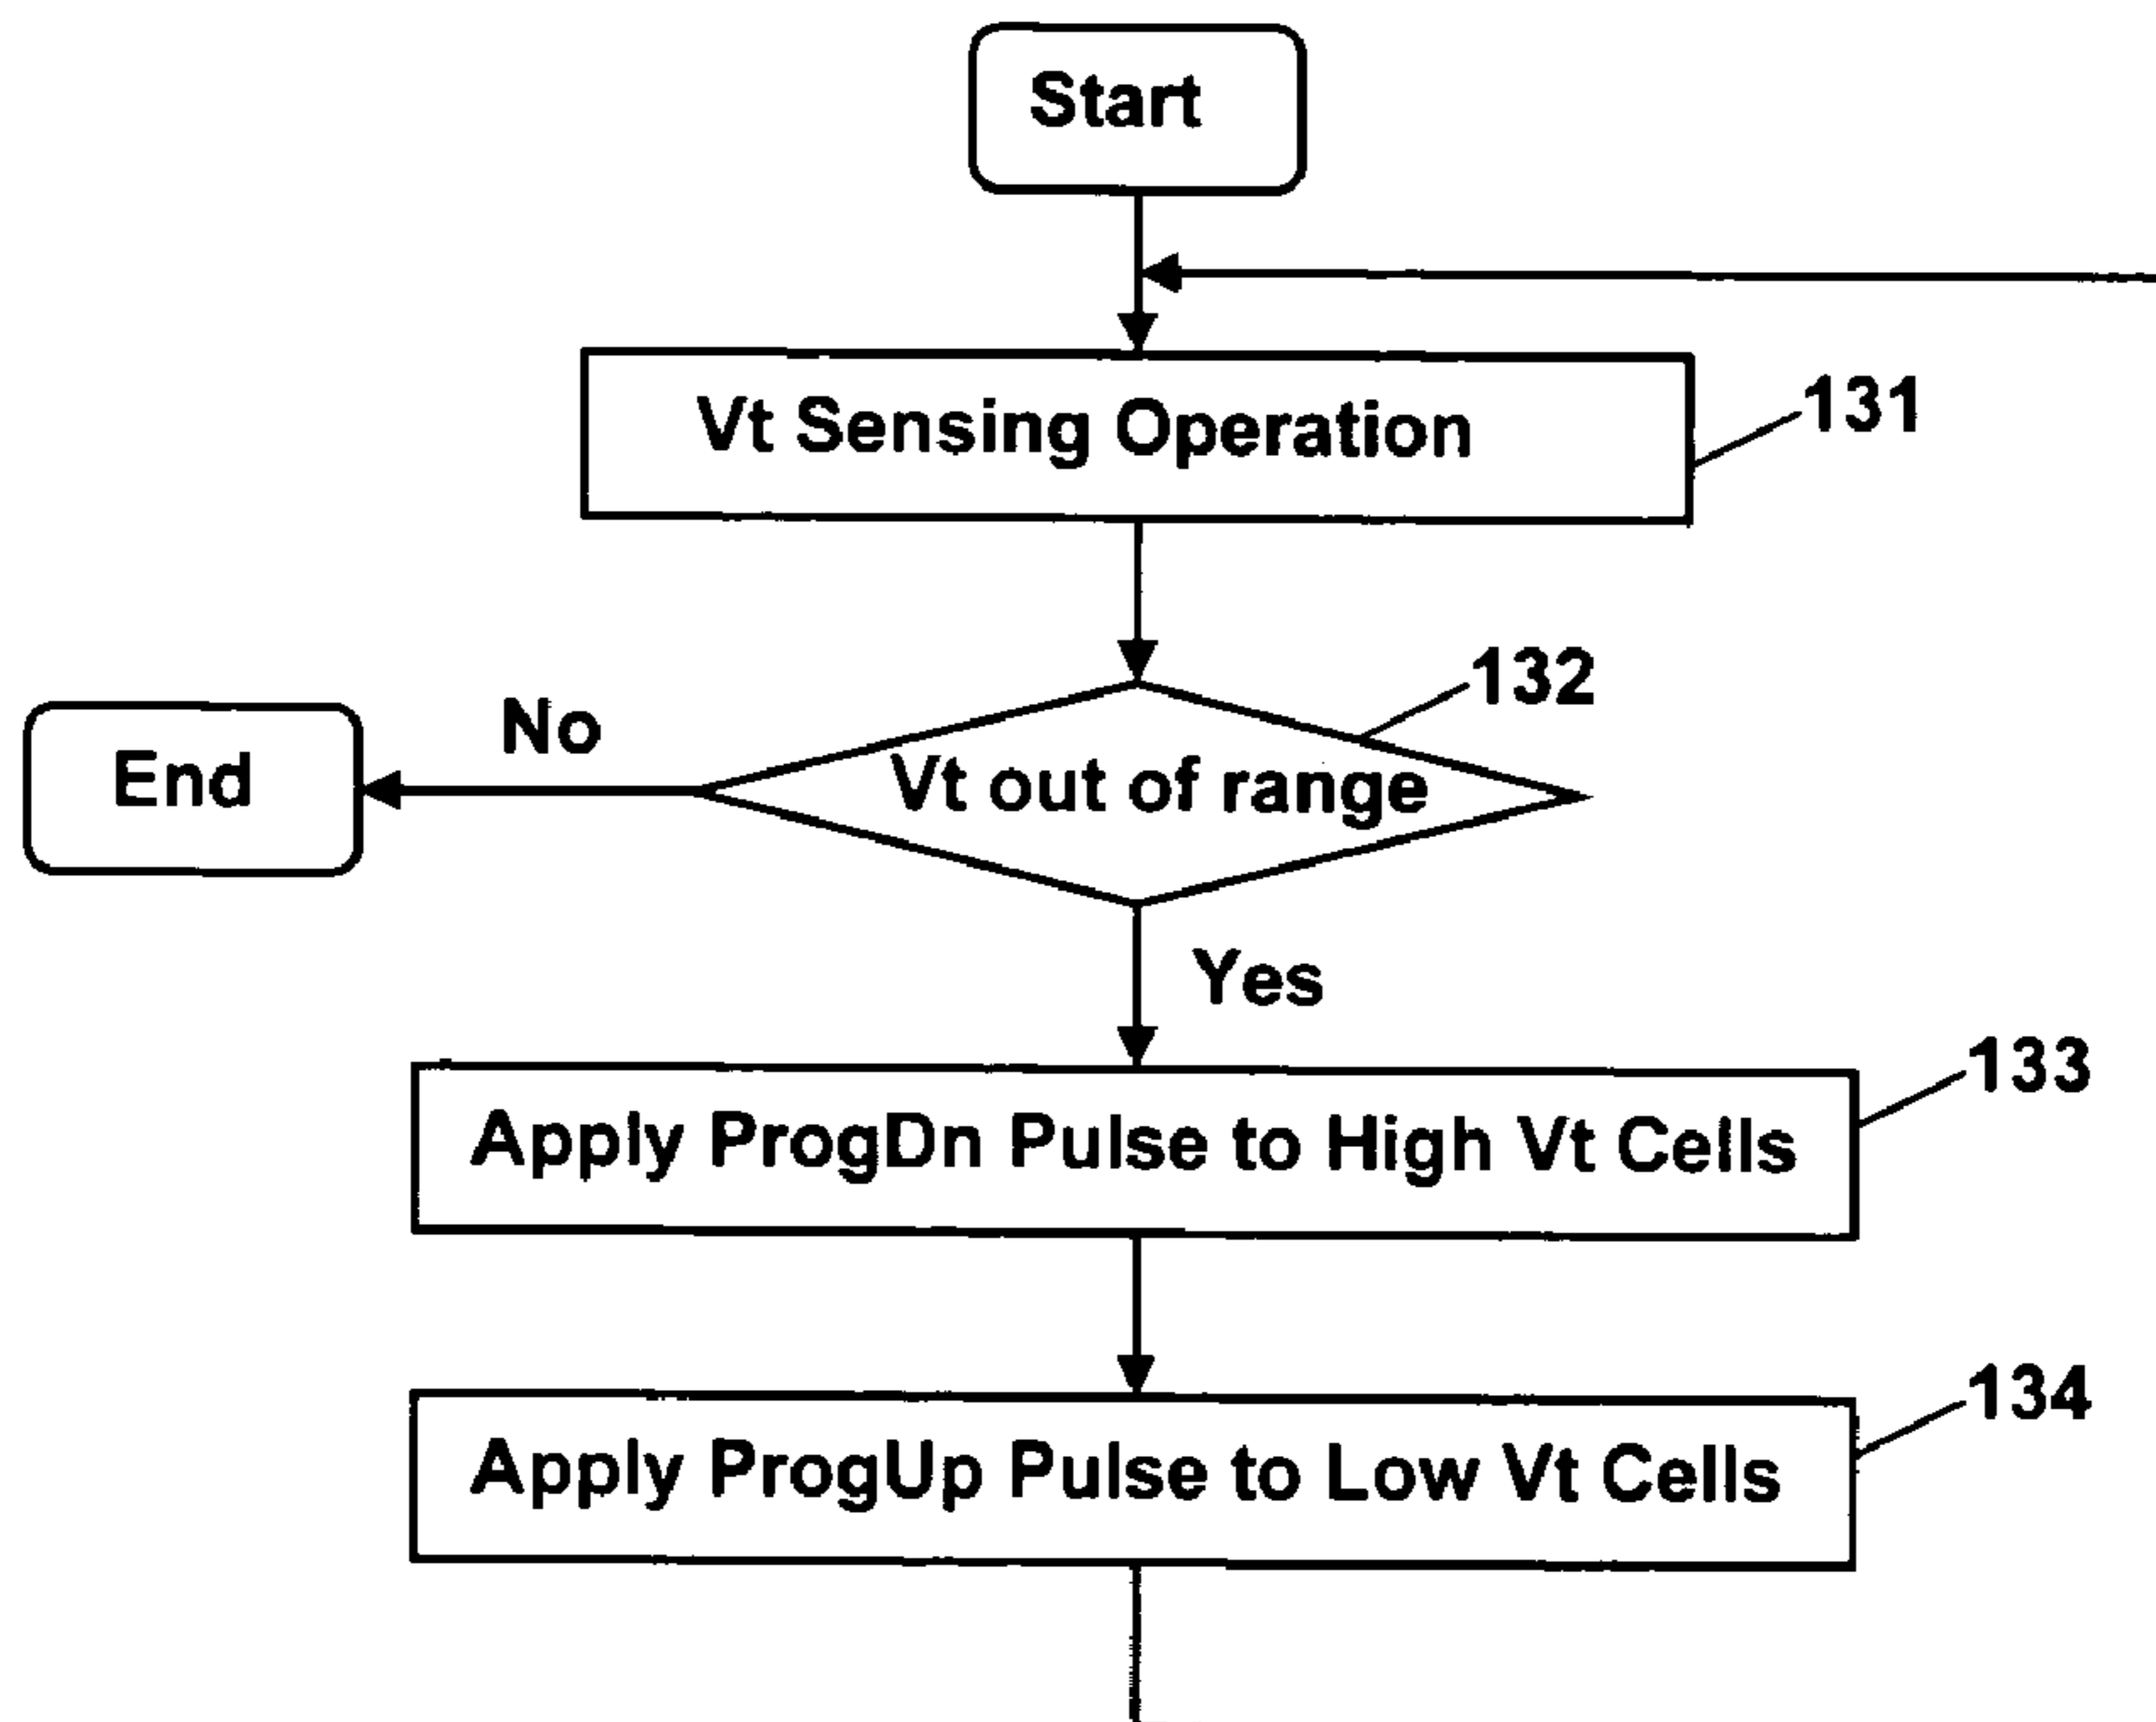 Start
Vt Sensing Operation
131
132
No
Vt out of range
End
Yes
133
Apply ProgDn Pulse to High Vt Cells
134
Apply ProgUp Pulse to Low Vt Cells